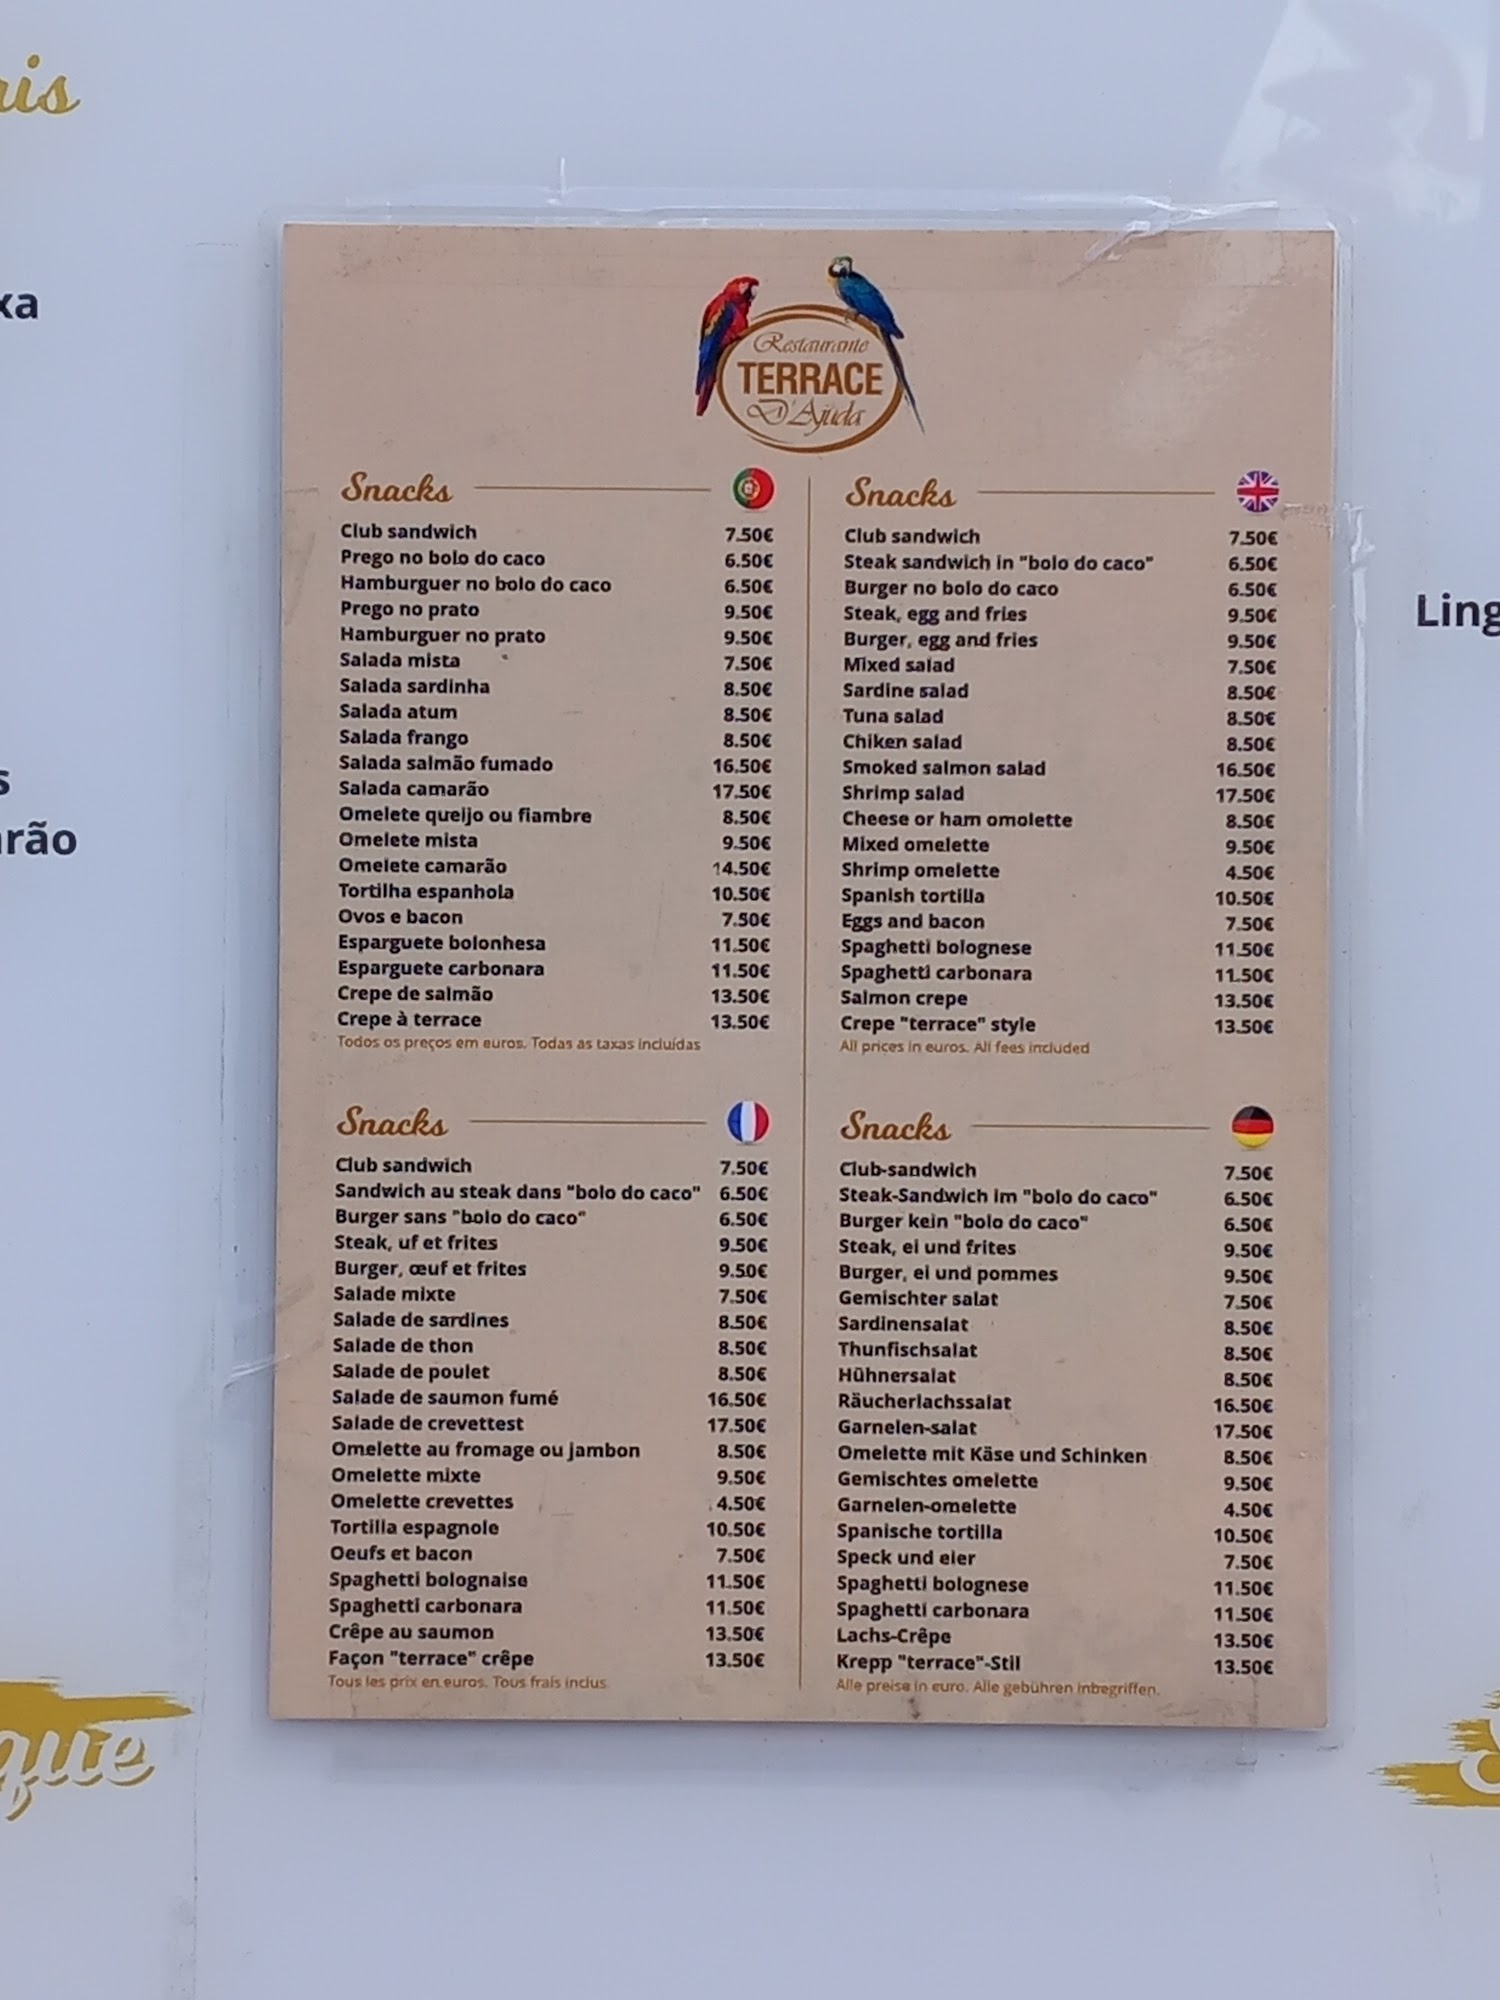 ais
xa
s
arão
que
Ling
Restaurante
TERRACE
D'Ajuda
Snacks
Club sandwich 7.50€
Prego no bolo do caco 6.50€
Hamburguer no bolo do caco 6.50€
Prego no prato 9.50€
Hamburguer no prato 9.50€
Salada mista 7.50€
Salada sardinha 8.50€
Salada atum 8.50€
Salada frango 8.50€
Salada salmão fumado 16.50€
Salada camarão 17.50€
Omelete queijo ou fiambre 8.50€
Omelete mista 9.50€
Omelete camarão 14.50€
Tortilha espanhola 10.50€
Ovos e bacon 7.50€
Esparguete bolonhesa 11.50€
Esparguete carbonara 11.50€
Crepe de salmão 13.50€
Crepe à terrace 13.50€
Todos os preços em euros. Todas as taxas incluídas
Snacks
Club sandwich 7.50€
Steak sandwich in "bolo do caco" 6.50€
Burger no bolo do caco 6.50€
Steak, egg and fries 9.50€
Burger, egg and fries 9.50€
Mixed salad 7.50€
Sardine salad 8.50€
Tuna salad 8.50€
Chiken salad 8.50€
Smoked salmon salad 16.50€
Shrimp salad 17.50€
Cheese or ham omolette 8.50€
Mixed omelette 9.50€
Shrimp omelette 4.50€
Spanish tortilla 10.50€
Eggs and bacon 7.50€
Spaghetti bolognese 11.50€
Spaghetti carbonara 11.50€
Salmon crepe 13.50€
Crepe "terrace" style 13.50€
All prices in euros. All fees included
Snacks
Club sandwich 7.50€
Sandwich au steak dans "bolo do caco" 6.50€
Burger sans "bolo do caco" 6.50€
Steak, uf et frites 9.50€
Burger, œuf et frites 9.50€
Salade mixte 7.50€
Salade de sardines 8.50€
Salade de thon 8.50€
Salade de poulet 8.50€
Salade de saumon fumé 16.50€
Salade de crevettest 17.50€
Omelette au fromage ou jambon 8.50€
Omelette mixte 9.50€
Omelette crevettes 4.50€
Tortilla espagnole 10.50€
Oeufs et bacon 7.50€
Spaghetti bolognaise 11.50€
Spaghetti carbonara 11.50€
Crêpe au saumon 13.50€
Façon "terrace" crêpe 13.50€
Tous les prix en euros. Tous frais inclus
Snacks
Club-sandwich 7.50€
Steak-Sandwich im "bolo do caco" 6.50€
Burger kein "bolo do caco" 6.50€
Steak, ei und frites 9.50€
Burger, ei und pommes 9.50€
Gemischter salat 7.50€
Sardinensalat 8.50€
Thunfischsalat 8.50€
Hühnersalat 8.50€
Räucherlachssalat 16.50€
Garnelen-salat 17.50€
Omelette mit Käse und Schinken 8.50€
Gemischtes omelette 9.50€
Garnelen-omelette 4.50€
Spanische tortilla 10.50€
Speck und eier 7.50€
Spaghetti bolognese 11.50€
Spaghetti carbonara 11.50€
Lachs-Crêpe 13.50€
Krepp "terrace"-Stil 13.50€
Alle preise in euro. Alle gebühren inbegriffen.